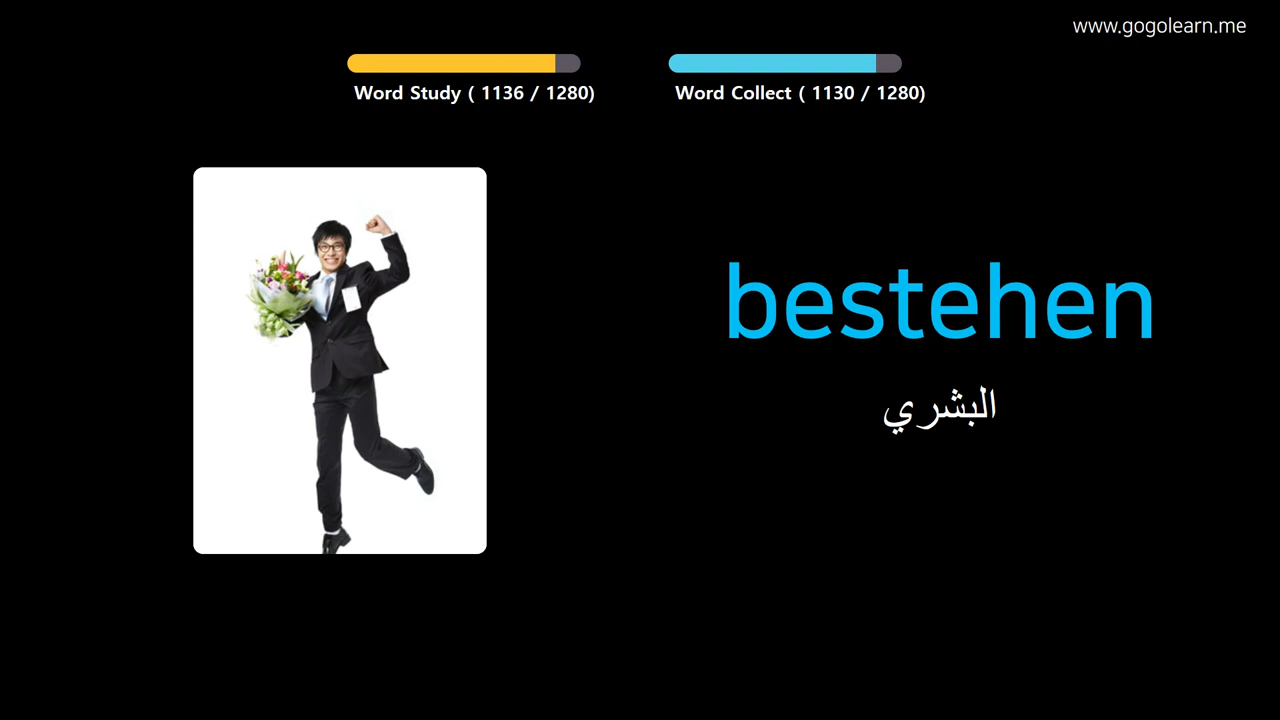 www.gogolearn.me
Word Study ( 1136 / 1280)
Word Collect ( 1130 / 1280)
bestehen
البشري